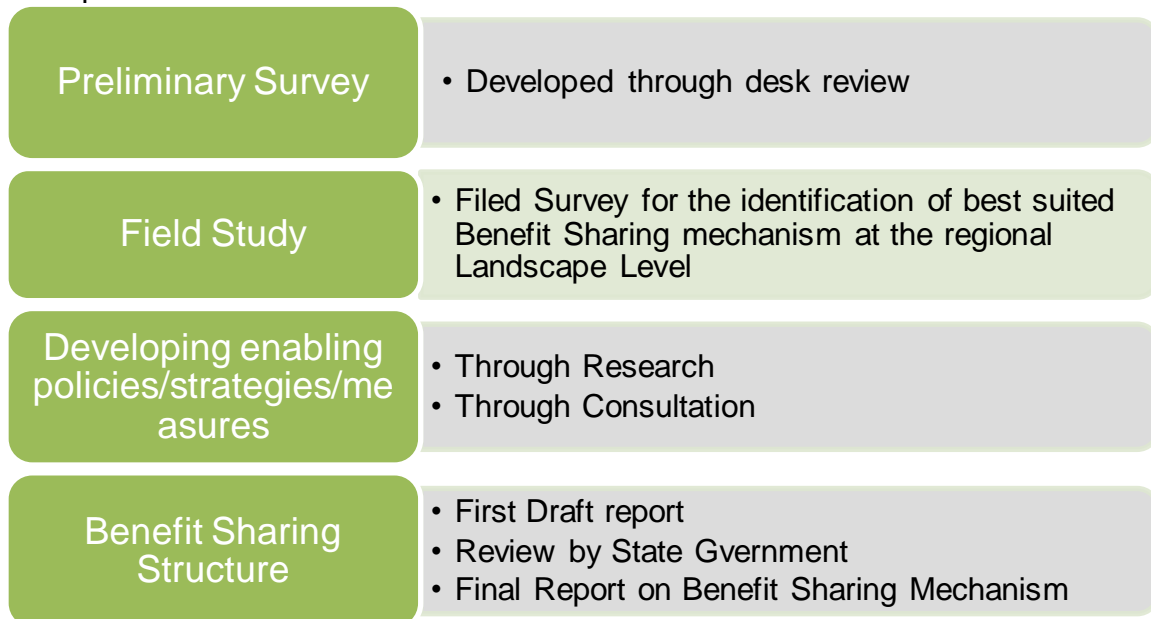 Preliminary Survey
• Developed through desk review
Field Study
• Filed Survey for the identification of best suited
Benefit Sharing mechanism at the regional
Landscape Level
Developing enabling
policies/strategies/me
asures
• Through Research
• Through Consultation
Benefit Sharing
Structure
• First Draft report
• Review by State Gvernment
• Final Report on Benefit Sharing Mechanism